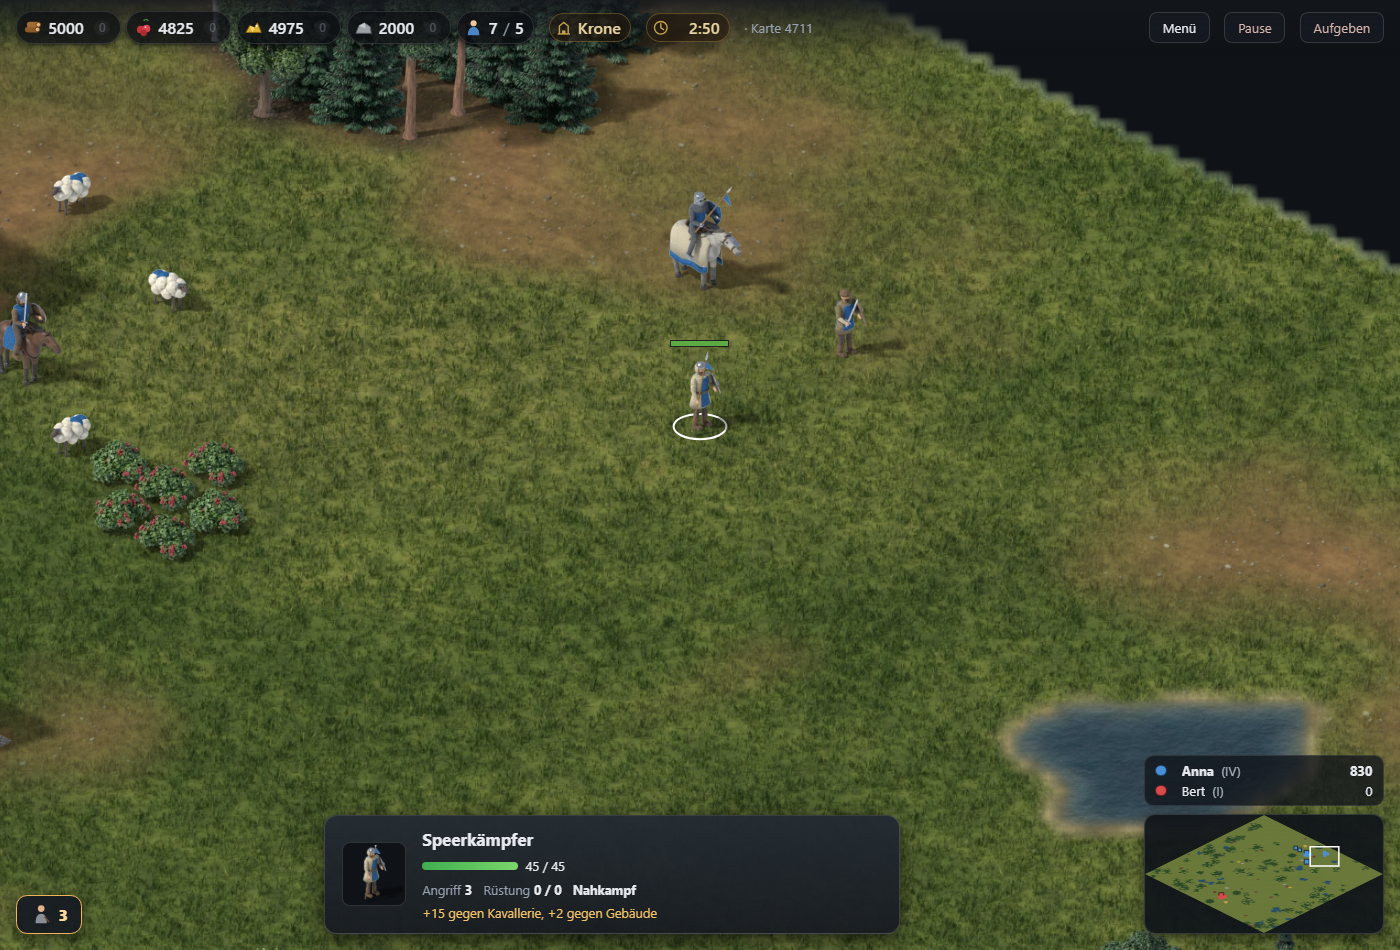 5000 0 4825 0 4975 0 2000 0 7 / 5 Krone 2:50 · Karte 4711 Menü Pause Aufgeben
Anna (IV) 830
Bert (I) 0
Speerkämpfer
45 / 45
Angriff 3 Rüstung 0 / 0 Nahkampf
+15 gegen Kavallerie, +2 gegen Gebäude
3